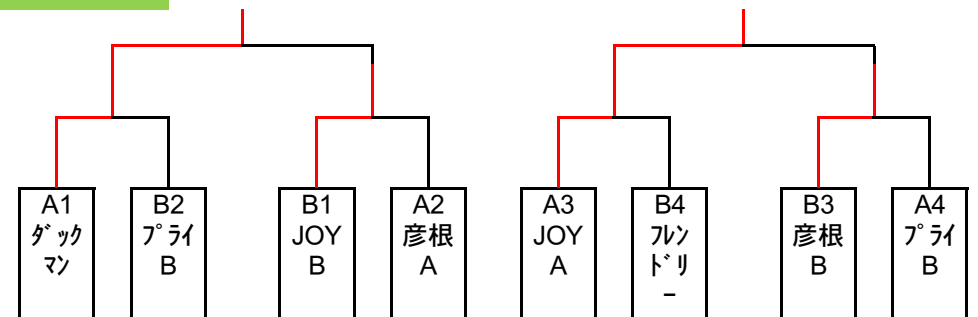 A1
ﾀﾞｯｸ
ﾏﾝ
B2
ﾌﾟﾗｲ
B
B1
JOY
B
A2
彦根
A
A3
JOY
A
B4
ﾌﾚﾝ
ﾄﾞﾘ
ｰ
B3
彦根
B
A4
ﾌﾟﾗｲ
B